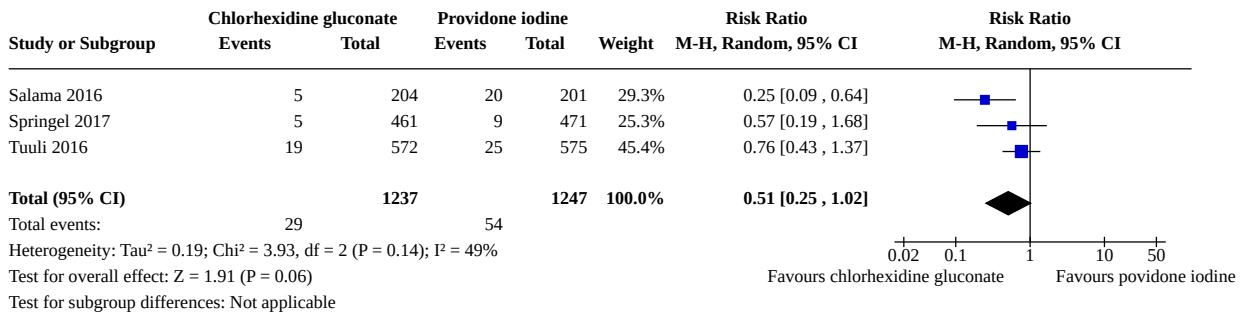 Chlorhexidine gluconate Providone iodine Risk Ratio Risk Ratio
Study or Subgroup Events Total Events Total Weight M-H, Random, 95% CI M-H, Random, 95% CI
Salama 2016 5 204 20 201 29.3% 0.25 [0.09 , 0.64]
Springel 2017 5 461 9 471 25.3% 0.57 [0.19 , 1.68]
Tuuli 2016 19 572 25 575 45.4% 0.76 [0.43 , 1.37]
Total (95% CI) 1237 1247 100.0% 0.51 [0.25 , 1.02]
Total events: 29 54
Heterogeneity: Tau² = 0.19; Chi² = 3.93, df = 2 (P = 0.14); I² = 49%
0.02 0.1 1 10 50
Test for overall effect: Z = 1.91 (P = 0.06) Favours chlorhexidine gluconate Favours povidone iodine
Test for subgroup differences: Not applicable